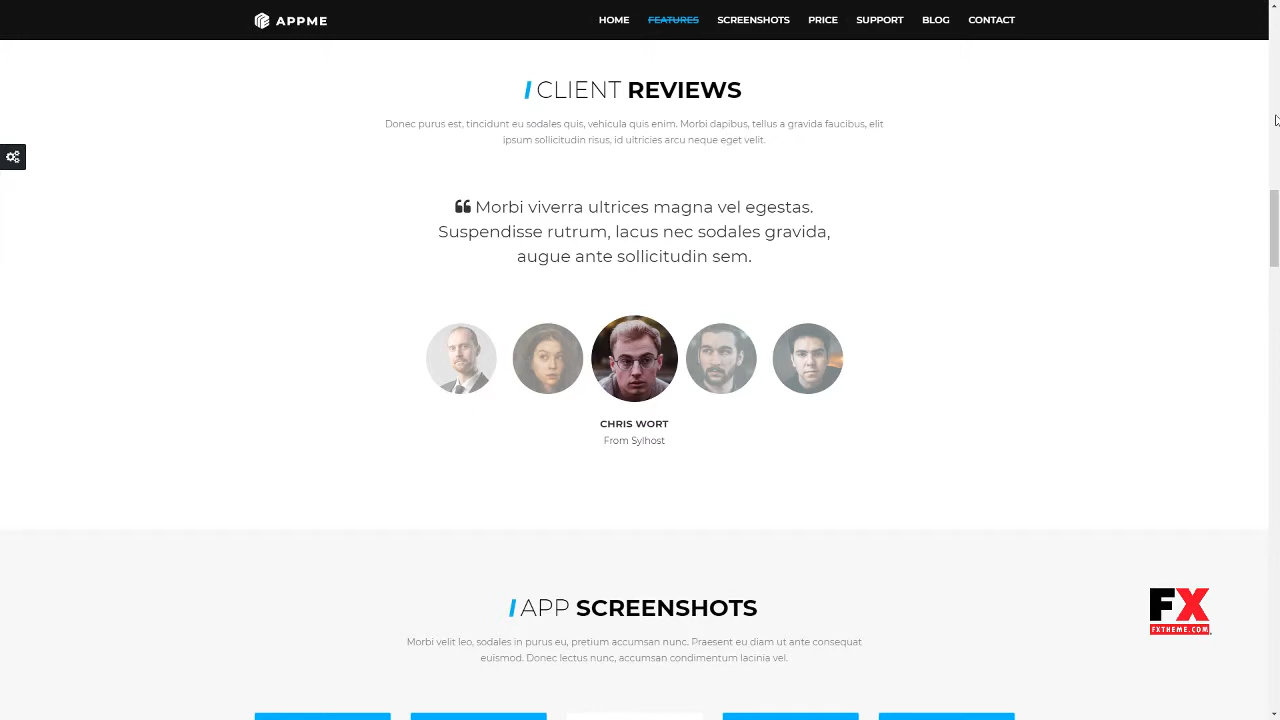 APPME
HOME FEATURES SCREENSHOTS PRICE SUPPORT BLOG CONTACT
CLIENT REVIEWS
Donec purus est, tincidunt eu sodales quis, vehicula quis enim. Morbi dapibus, tellus a gravida faucibus, elit
ipsum sollicitudin risus, id ultricies arcu neque eget velit.
Morbi viverra ultrices magna vel egestas.
Suspendisse rutrum, lacus nec sodales gravida,
augue ante sollicitudin sem.
CHRIS WORT
From Sylhost
APP SCREENSHOTS
Morbi velit leo, sodales in purus eu, pretium accumsan nunc. Praesent eu diam ut ante consequat
euismod. Donec lectus nunc, accumsan condimentum lacinia vel.
FX
FXTHEME.COM